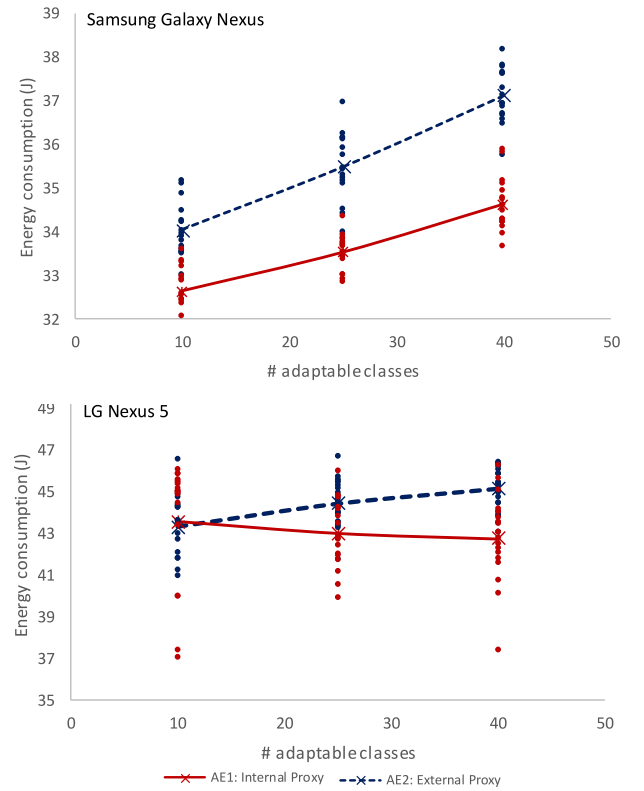 Samsung Galaxy Nexus
39
38
37
36
35
34
33
32
Energy consumption (J)
0 10 20 30 40 50
# adaptable classes
LG Nexus 5
49
47
45
43
41
39
37
35
Energy consumption (J)
0 10 20 30 40 50
# adaptable classes
AE1: Internal Proxy AE2: External Proxy